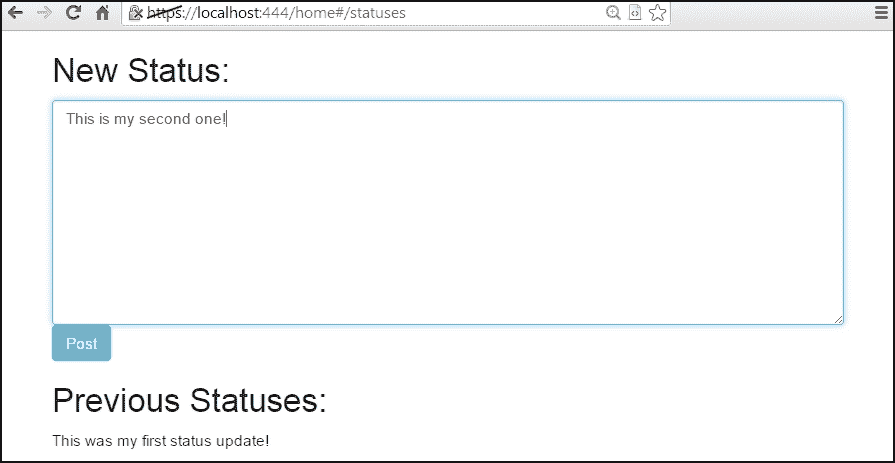 https://localhost:444/home#/statuses
New Status:
This is my second one!
Post
Previous Statuses:
This was my first status update!